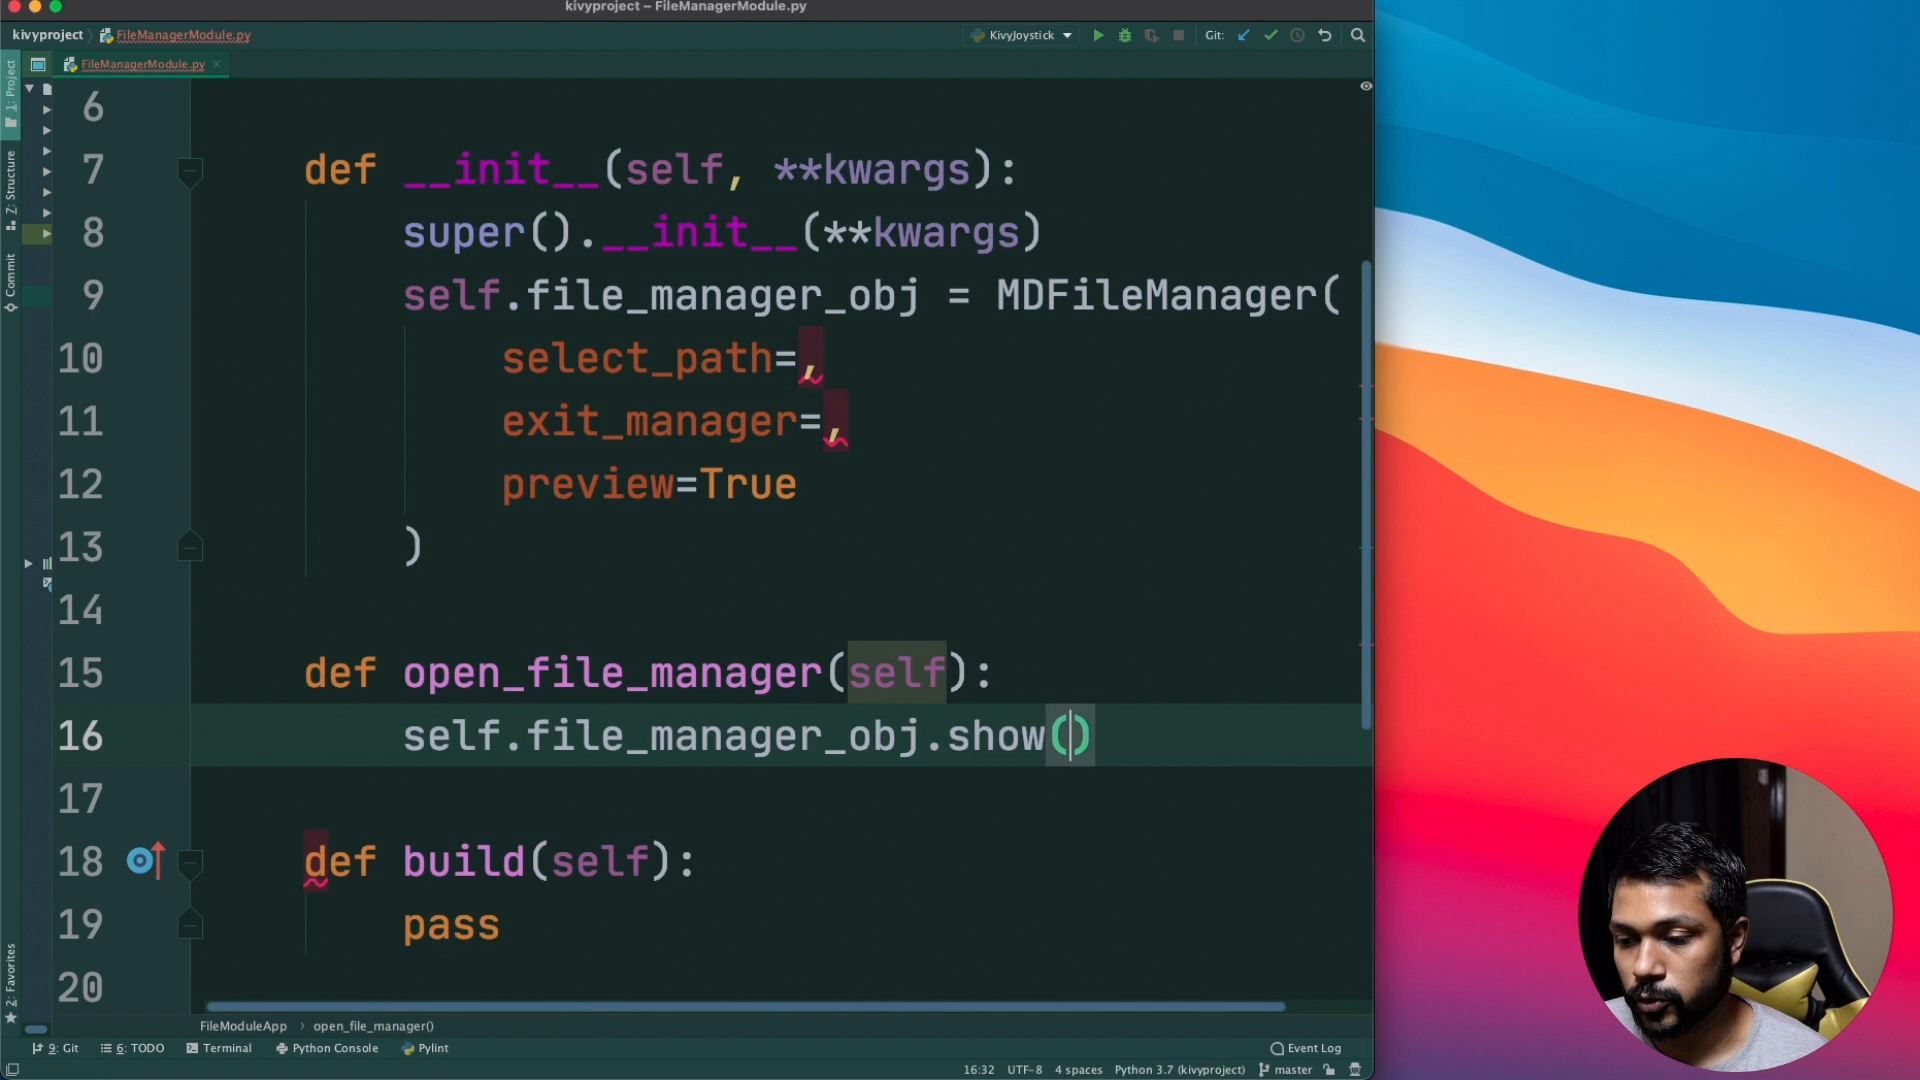 kivyproject – FileManagerModule.py
kivyproject FileManagerModule.py KivyJoystick Git:
FileManagerModule.py
1: Project
Z: Structure
Commit
2: Favorites
6
7 def __init__(self, **kwargs):
8 super().__init__(**kwargs)
9 self.file_manager_obj = MDFileManager(
10 select_path=,
11 exit_manager=,
12 preview=True
13 )
14
15 def open_file_manager(self):
16 self.file_manager_obj.show()
17
18 def build(self):
19 pass
20
FileModuleApp › open_file_manager()
9: Git 6: TODO Terminal Python Console Pylint Event Log
16:32 UTF-8 4 spaces Python 3.7 (kivyproject) master